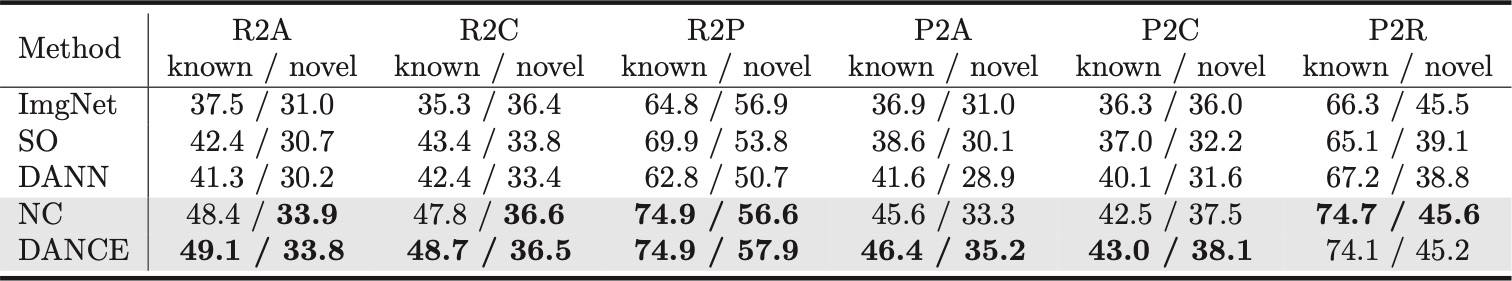 Method R2A R2C R2P P2A P2C P2R
known / novel known / novel known / novel known / novel known / novel known / novel
ImgNet 37.5 / 31.0 35.3 / 36.4 64.8 / 56.9 36.9 / 31.0 36.3 / 36.0 66.3 / 45.5
SO 42.4 / 30.7 43.4 / 33.8 69.9 / 53.8 38.6 / 30.1 37.0 / 32.2 65.1 / 39.1
DANN 41.3 / 30.2 42.4 / 33.4 62.8 / 50.7 41.6 / 28.9 40.1 / 31.6 67.2 / 38.8
NC 48.4 / 33.9 47.8 / 36.6 74.9 / 56.6 45.6 / 33.3 42.5 / 37.5 74.7 / 45.6
DANCE 49.1 / 33.8 48.7 / 36.5 74.9 / 57.9 46.4 / 35.2 43.0 / 38.1 74.1 / 45.2